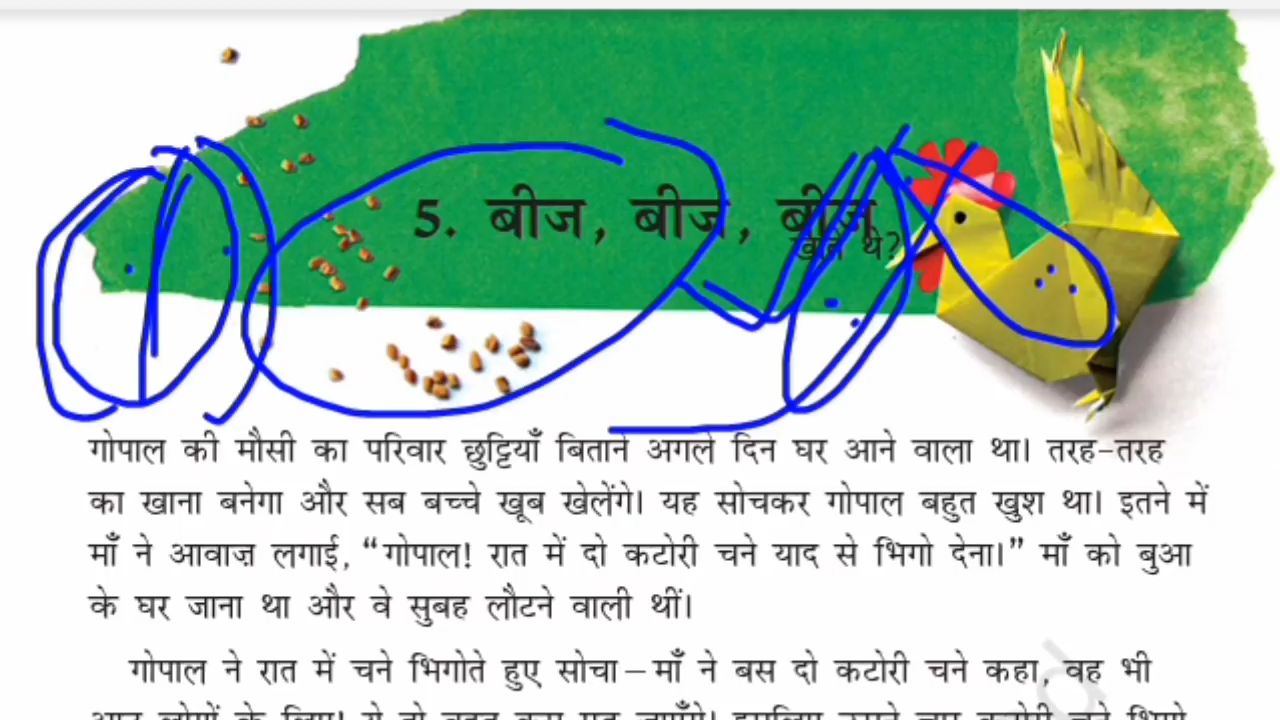 5. बीज, बीज, बीज
खाते थे?
गोपाल की मौसी का परिवार छुट्टियाँ बिताने अगले दिन घर आने वाला था। तरह-तरह
का खाना बनेगा और सब बच्चे खूब खेलेंगे। यह सोचकर गोपाल बहुत खुश था। इतने में
माँ ने आवाज़ लगाई, “गोपाल! रात में दो कटोरी चने याद से भिगो देना।” माँ को बुआ
के घर जाना था और वे सुबह लौटने वाली थीं।
गोपाल ने रात में चने भिगोते हुए सोचा – माँ ने बस दो कटोरी चने कहा, वह भी